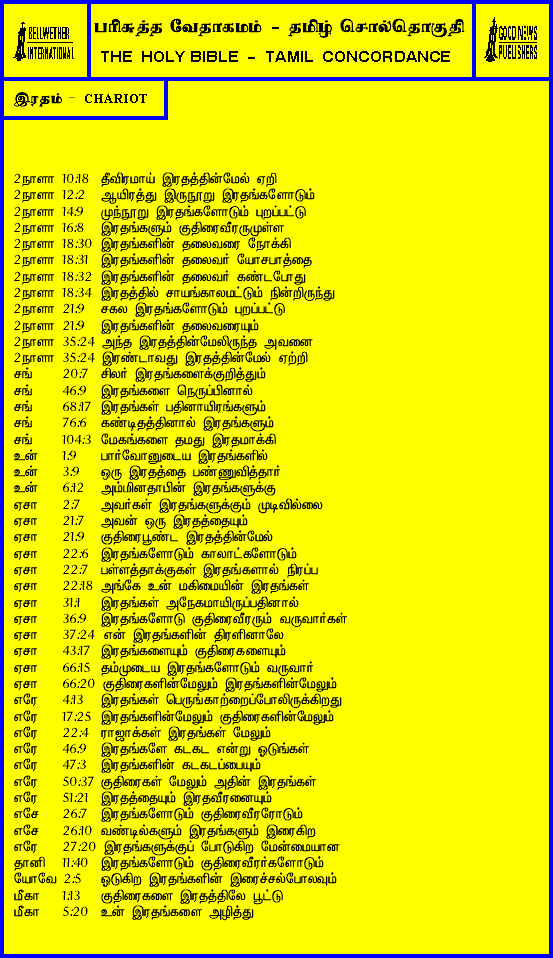 BELLWETHER
INTERNATIONAL
பரிசுத்த வேதாகமம் - தமிழ் சொல்தொகுதி
THE HOLY BIBLE - TAMIL CONCORDANCE
GOOD NEWS
PUBLISHERS
இரதம் - CHARIOT
2நாளா 10:18 தீவிரமாய் இரதத்தின்மேல் ஏறி
2நாளா 12:2 ஆயிரத்து இருநூறு இரதங்களோடும்
2நாளா 14:9 முந்நூறு இரதங்களோடும் புறப்பட்டு
2நாளா 16:8 இரதங்களும் குதிரைவீரருமுள்ள
2நாளா 18:30 இரதங்களின் தலைவரை நோக்கி
2நாளா 18:31 இரதங்களின் தலைவர் யோசபாத்தை
2நாளா 18:32 இரதங்களின் தலைவர் கண்டபோது
2நாளா 18:34 இரதத்தில் சாயங்காலமட்டும் நின்றிருந்து
2நாளா 21:9 சகல இரதங்களோடும் புறப்பட்டு
2நாளா 21:9 இரதங்களின் தலைவரையும்
2நாளா 35:24 அந்த இரதத்தின்மேலிருந்த அவனை
2நாளா 35:24 இரண்டாவது இரதத்தின்மேல் ஏற்றி
சங் 20:7 சிலர் இரதங்களைக்குறித்தும்
சங் 46:9 இரதங்களை நெருப்பினால்
சங் 68:17 இரதங்கள் பதினாயிரங்களும்
சங் 76:6 கண்டிதத்தினால் இரதங்களும்
சங் 104:3 மேகங்களை தமது இரதமாக்கி
உன் 1:9 பார்வோனுடைய இரதங்களில்
உன் 3:9 ஒரு இரதத்தை பண்ணுவித்தார்
உன் 6:12 அம்மினதாபின் இரதங்களுக்கு
ஏசா 2:7 அவர்கள் இரதங்களுக்கும் முடிவில்லை
ஏசா 21:7 அவன் ஒரு இரதத்தையும்
ஏசா 21:9 குதிரைபூண்ட இரதத்தின்மேல்
ஏசா 22:6 இரதங்களோடும் காலாட்களோடும்
ஏசா 22:7 பள்ளத்தாக்குகள் இரதங்களால் நிரப்ப
ஏசா 22:18 அங்கே உன் மகிமையின் இரதங்கள்
ஏசா 31:1 இரதங்கள் அநேகமாயிருப்பதினால்
ஏசா 36:9 இரதங்களோடு குதிரைவீரரும் வருவார்கள்
ஏசா 37:24 என் இரதங்களின் திரளினாலே
ஏசா 43:17 இரதங்களையும் குதிரைகளையும்
ஏசா 66:15 தம்முடைய இரதங்களோடும் வருவார்
ஏசா 66:20 குதிரைகளின்மேலும் இரதங்களின்மேலும்
எரே 4:13 இரதங்கள் பெருங்காற்றைப்போலிருக்கிறது
எரே 17:25 இரதங்களின்மேலும் குதிரைகளின்மேலும்
எரே 22:4 ராஜாக்கள் இரதங்கள் மேலும்
எரே 46:9 இரதங்களே கடகட என்று ஓடுங்கள்
எரே 47:3 இரதங்களின் கடகடப்பையும்
எரே 50:37 குதிரைகள் மேலும் அதின் இரதங்கள்
எரே 51:21 இரதத்தையும் இரதவீரனையும்
எசே 26:7 இரதங்களோடும் குதிரைவீரரோடும்
எசே 26:10 வண்டில்களும் இரதங்களும் இரைகிற
எரே 27:20 இரதங்களுக்குப் போடுகிற மேன்மையான
தானி 11:40 இரதங்களோடும் குதிரைவீரர்களோடும்
யோவே 2:5 ஓடுகிற இரதங்களின் இரைச்சல்போலவும்
மீகா 1:13 குதிரைகளை இரதத்திலே பூட்டு
மீகா 5:20 உன் இரதங்களை அழித்து